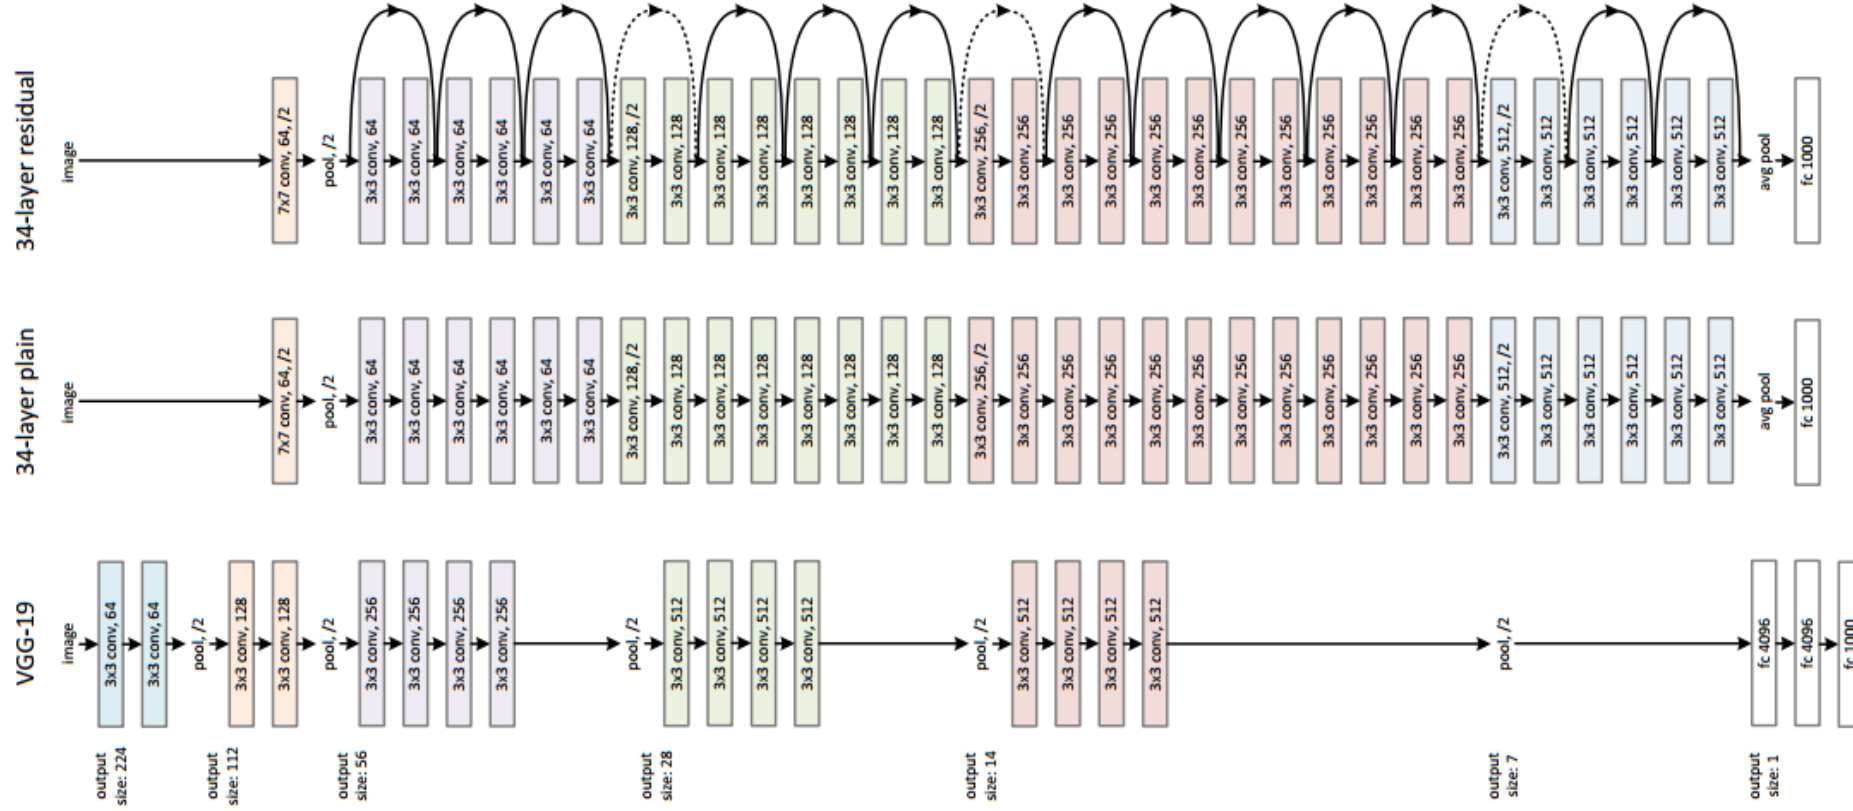 34-layer residual
image
7x7 conv, 64, /2
pool, /2
3x3 conv, 64
3x3 conv, 64
3x3 conv, 64
3x3 conv, 64
3x3 conv, 64
3x3 conv, 64
3x3 conv, 128, /2
3x3 conv, 128
3x3 conv, 128
3x3 conv, 128
3x3 conv, 128
3x3 conv, 128
3x3 conv, 128
3x3 conv, 128
3x3 conv, 256, /2
3x3 conv, 256
3x3 conv, 256
3x3 conv, 256
3x3 conv, 256
3x3 conv, 256
3x3 conv, 256
3x3 conv, 256
3x3 conv, 256
3x3 conv, 256
3x3 conv, 256
3x3 conv, 256
3x3 conv, 512, /2
3x3 conv, 512
3x3 conv, 512
3x3 conv, 512
3x3 conv, 512
3x3 conv, 512
avg pool
fc 1000
34-layer plain
image
7x7 conv, 64, /2
pool, /2
3x3 conv, 64
3x3 conv, 64
3x3 conv, 64
3x3 conv, 64
3x3 conv, 64
3x3 conv, 64
3x3 conv, 128, /2
3x3 conv, 128
3x3 conv, 128
3x3 conv, 128
3x3 conv, 128
3x3 conv, 128
3x3 conv, 128
3x3 conv, 128
3x3 conv, 256, /2
3x3 conv, 256
3x3 conv, 256
3x3 conv, 256
3x3 conv, 256
3x3 conv, 256
3x3 conv, 256
3x3 conv, 256
3x3 conv, 256
3x3 conv, 256
3x3 conv, 256
3x3 conv, 256
3x3 conv, 512, /2
3x3 conv, 512
3x3 conv, 512
3x3 conv, 512
3x3 conv, 512
3x3 conv, 512
avg pool
fc 1000
VGG-19
image
3x3 conv, 64
3x3 conv, 64
pool, /2
3x3 conv, 128
3x3 conv, 128
pool, /2
3x3 conv, 256
3x3 conv, 256
3x3 conv, 256
3x3 conv, 256
pool, /2
3x3 conv, 512
3x3 conv, 512
3x3 conv, 512
3x3 conv, 512
pool, /2
3x3 conv, 512
3x3 conv, 512
3x3 conv, 512
3x3 conv, 512
pool, /2
fc 4096
fc 4096
fc 1000
output
size: 224
output
size: 112
output
size: 56
output
size: 28
output
size: 14
output
size: 7
output
size: 1